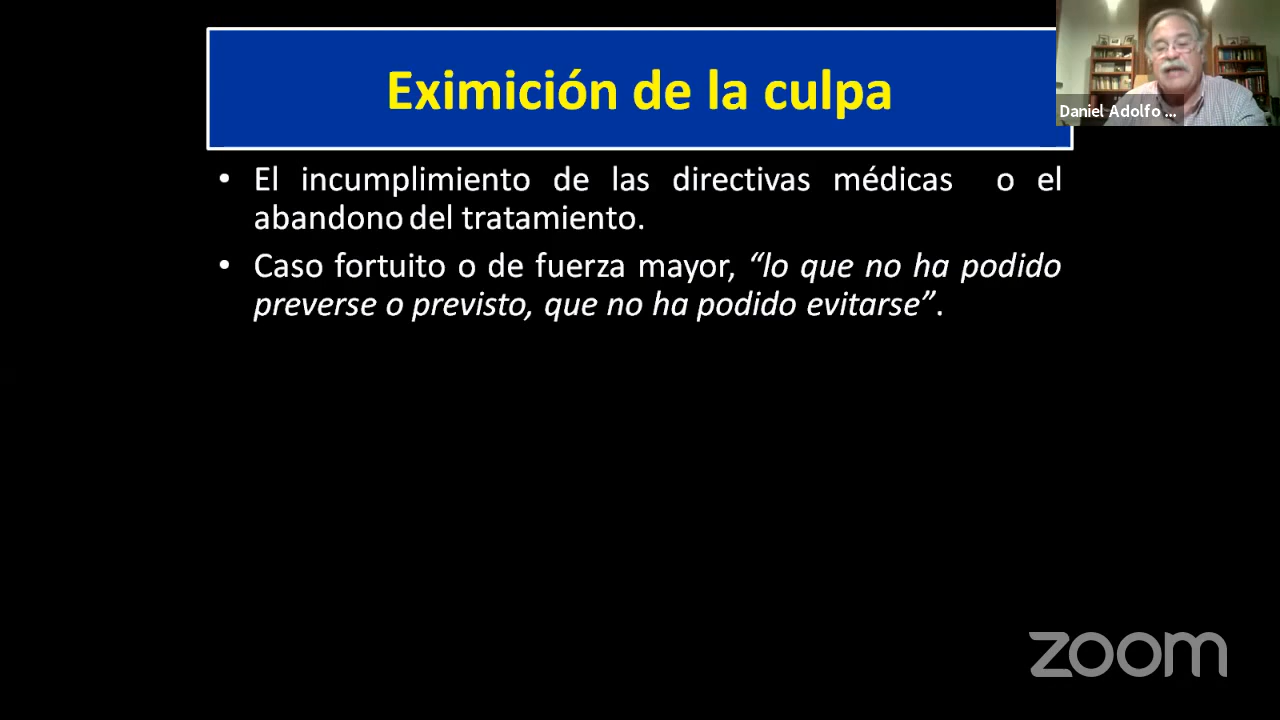 Eximición de la culpa
Daniel Adolfo ...
• El incumplimiento de las directivas médicas o el
abandono del tratamiento.
• Caso fortuito o de fuerza mayor, “lo que no ha podido
preverse o previsto, que no ha podido evitarse”.
zoom